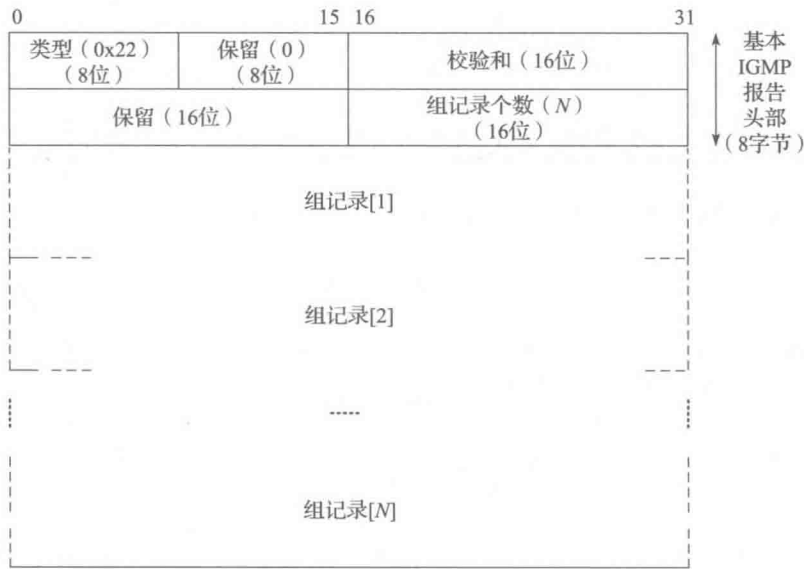 0 15 16 31
类型（0x22）
（8位）
保留（0）
（8位）
校验和（16位）
保留（16位）
组记录个数（N）
（16位）
基本
IGMP
报告
头部
（8字节）
组记录[1]
组记录[2]
组记录[N]